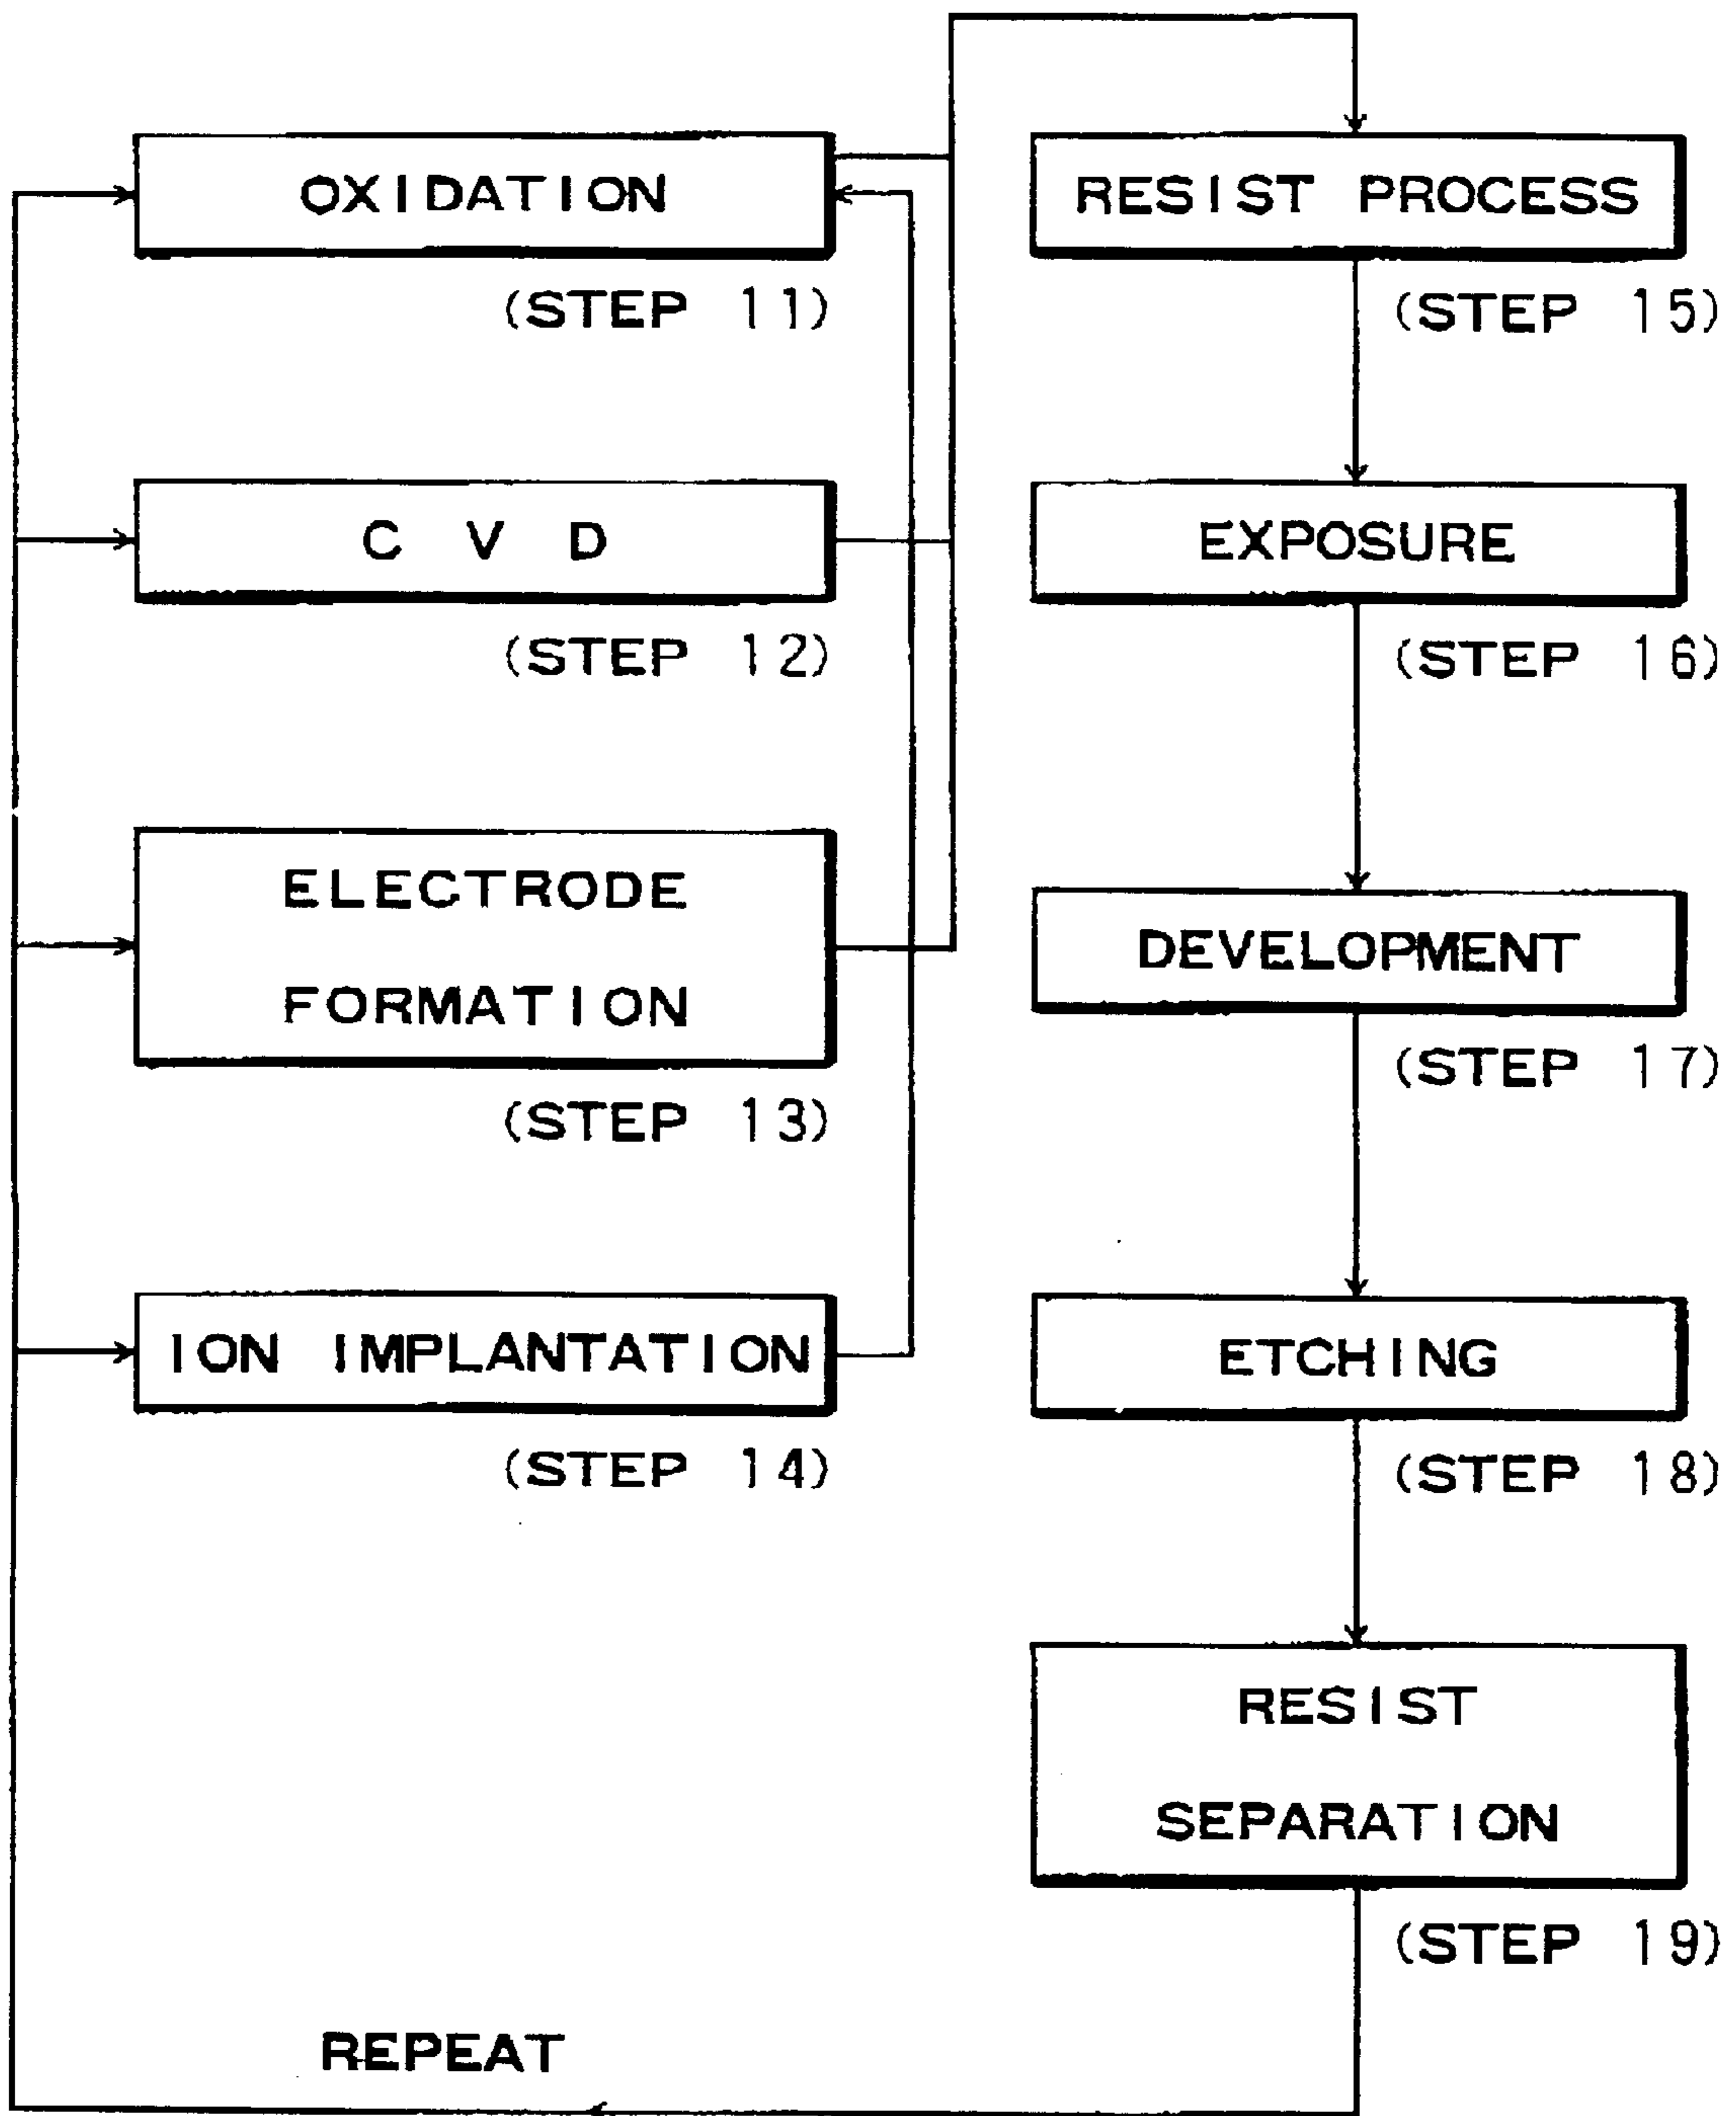 OXIDATION
(STEP 11)
C V D
(STEP 12)
ELECTRODE
FORMATION
(STEP 13)
ION IMPLANTATION
(STEP 14)
RESIST PROCESS
(STEP 15)
EXPOSURE
(STEP 16)
DEVELOPMENT
(STEP 17)
ETCHING
(STEP 18)
RESIST
SEPARATION
(STEP 19)
REPEAT